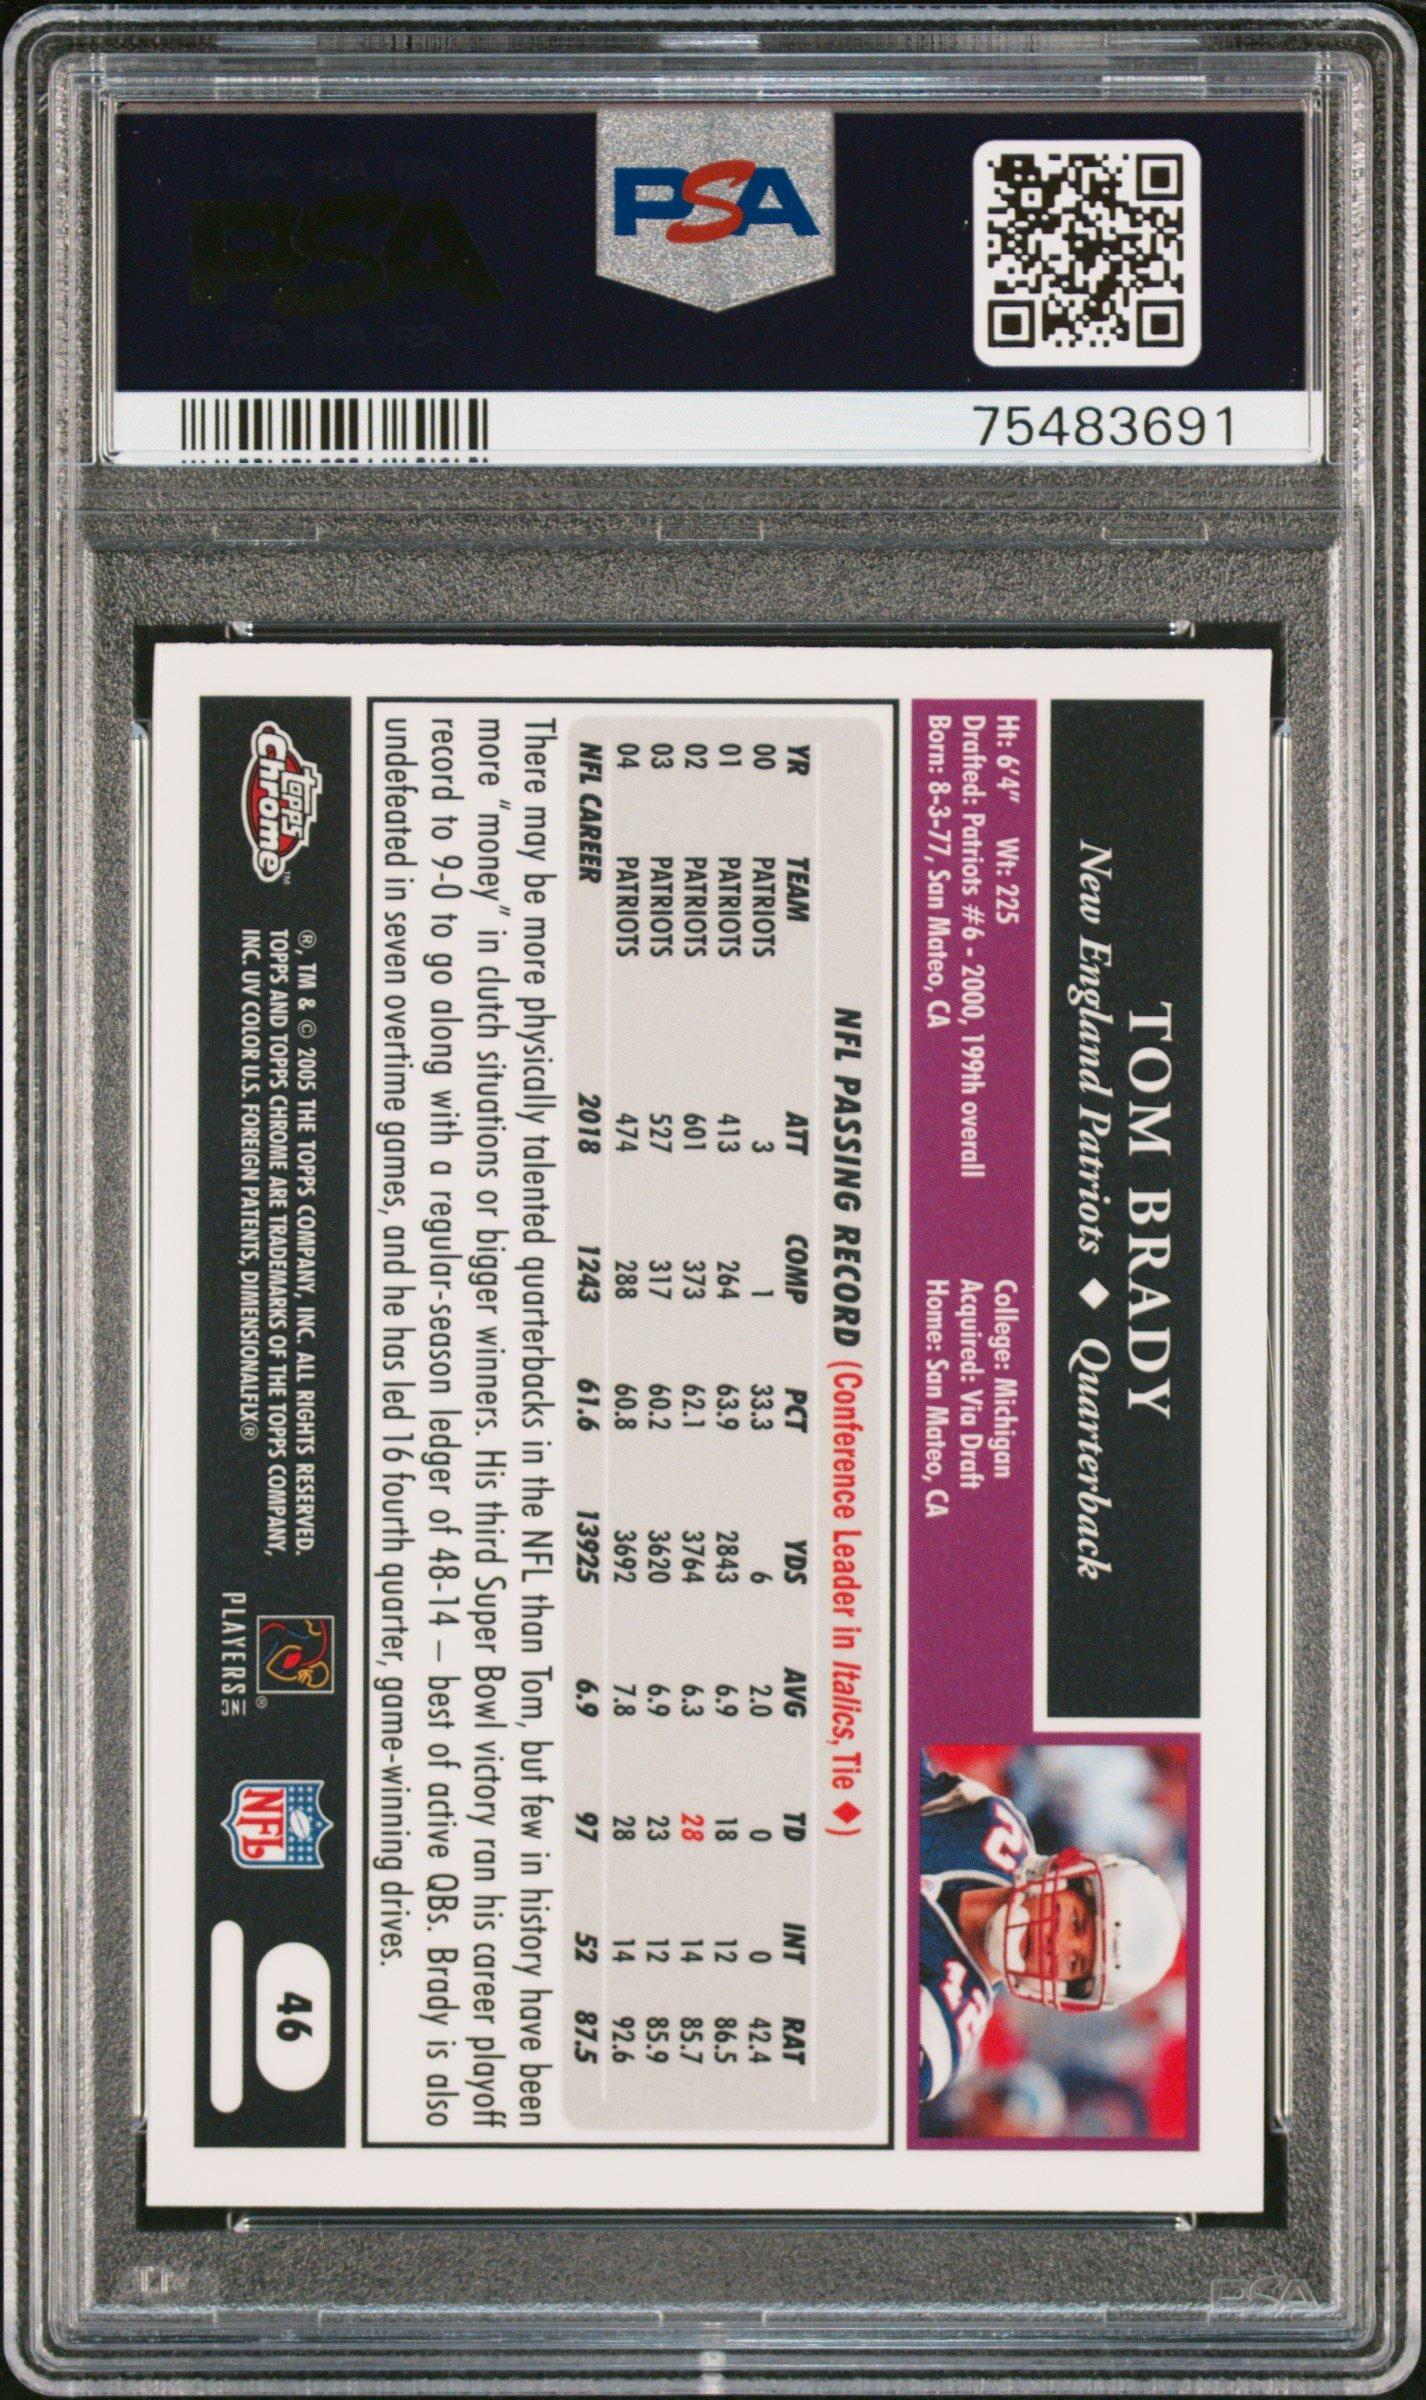 PSA
PSA
75483691
TOM BRADY
New England Patriots ◆ Quarterback
Ht: 6'4" Wt: 225
College: Michigan
Drafted: Patriots #6 - 2000, 199th overall
Acquired: Via Draft
Born: 8-3-77, San Mateo, CA
Home: San Mateo, CA
NFL PASSING RECORD (Conference Leader in Italics, Tie ◆)
YR TEAM ATT COMP PCT YDS AVG TD INT RAT
00 PATRIOTS 3 1 33.3 6 2.0 0 0 42.4
01 PATRIOTS 413 264 63.9 2843 6.9 18 12 86.5
02 PATRIOTS 601 373 62.1 3764 6.3 28 14 85.7
03 PATRIOTS 527 317 60.2 3620 6.9 23 12 85.9
04 PATRIOTS 474 288 60.8 3692 7.8 28 14 92.6
NFL CAREER 2018 1243 61.6 13925 6.9 97 52 87.5
There may be more physically talented quarterbacks in the NFL than Tom, but few in history have been
more "money" in clutch situations or bigger winners. His third Super Bowl victory ran his career playoff
record to 9-0 to go along with a regular-season ledger of 48-14 – best of active QBs. Brady is also
undefeated in seven overtime games, and he has led 16 fourth quarter, game-winning drives.
Topps Chrome™
®, TM & © 2005 THE TOPPS COMPANY, INC. ALL RIGHTS RESERVED.
TOPPS AND TOPPS CHROME ARE TRADEMARKS OF THE TOPPS COMPANY,
INC. UV COLOR U.S. FOREIGN PATENTS, DIMENSIONALFLX®
PLAYERS INC
NFL
46
PSA